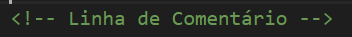 <!-- Linha de Comentário -->